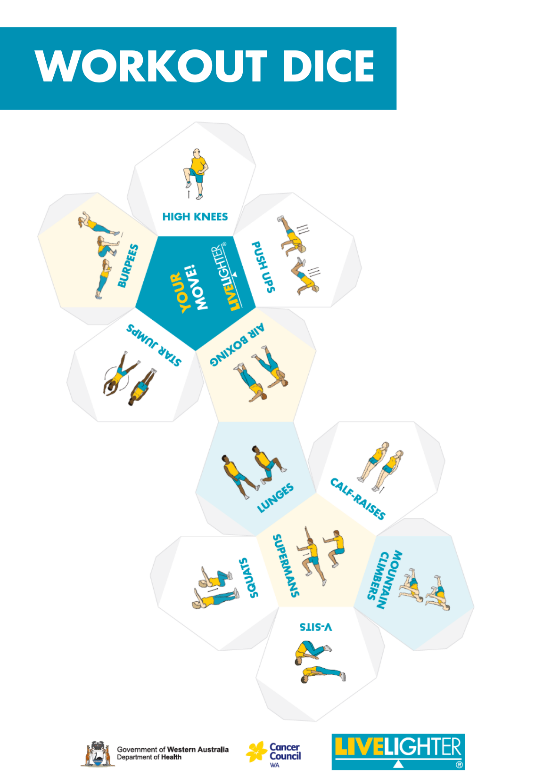 WORKOUT DICE
HIGH KNEES
BURPEES
YOUR
MOVE!
LIVELIGHTER®
PUSH UPS
STAR JUMPS
AIR BOXING
LUNGES
CALF-RAISES
SUPERMANS
SQUATS
MOUNTAIN
CLIMBERS
V-SITS
Government of Western Australia
Department of Health
Cancer
Council
WA
LIVELIGHTER
®